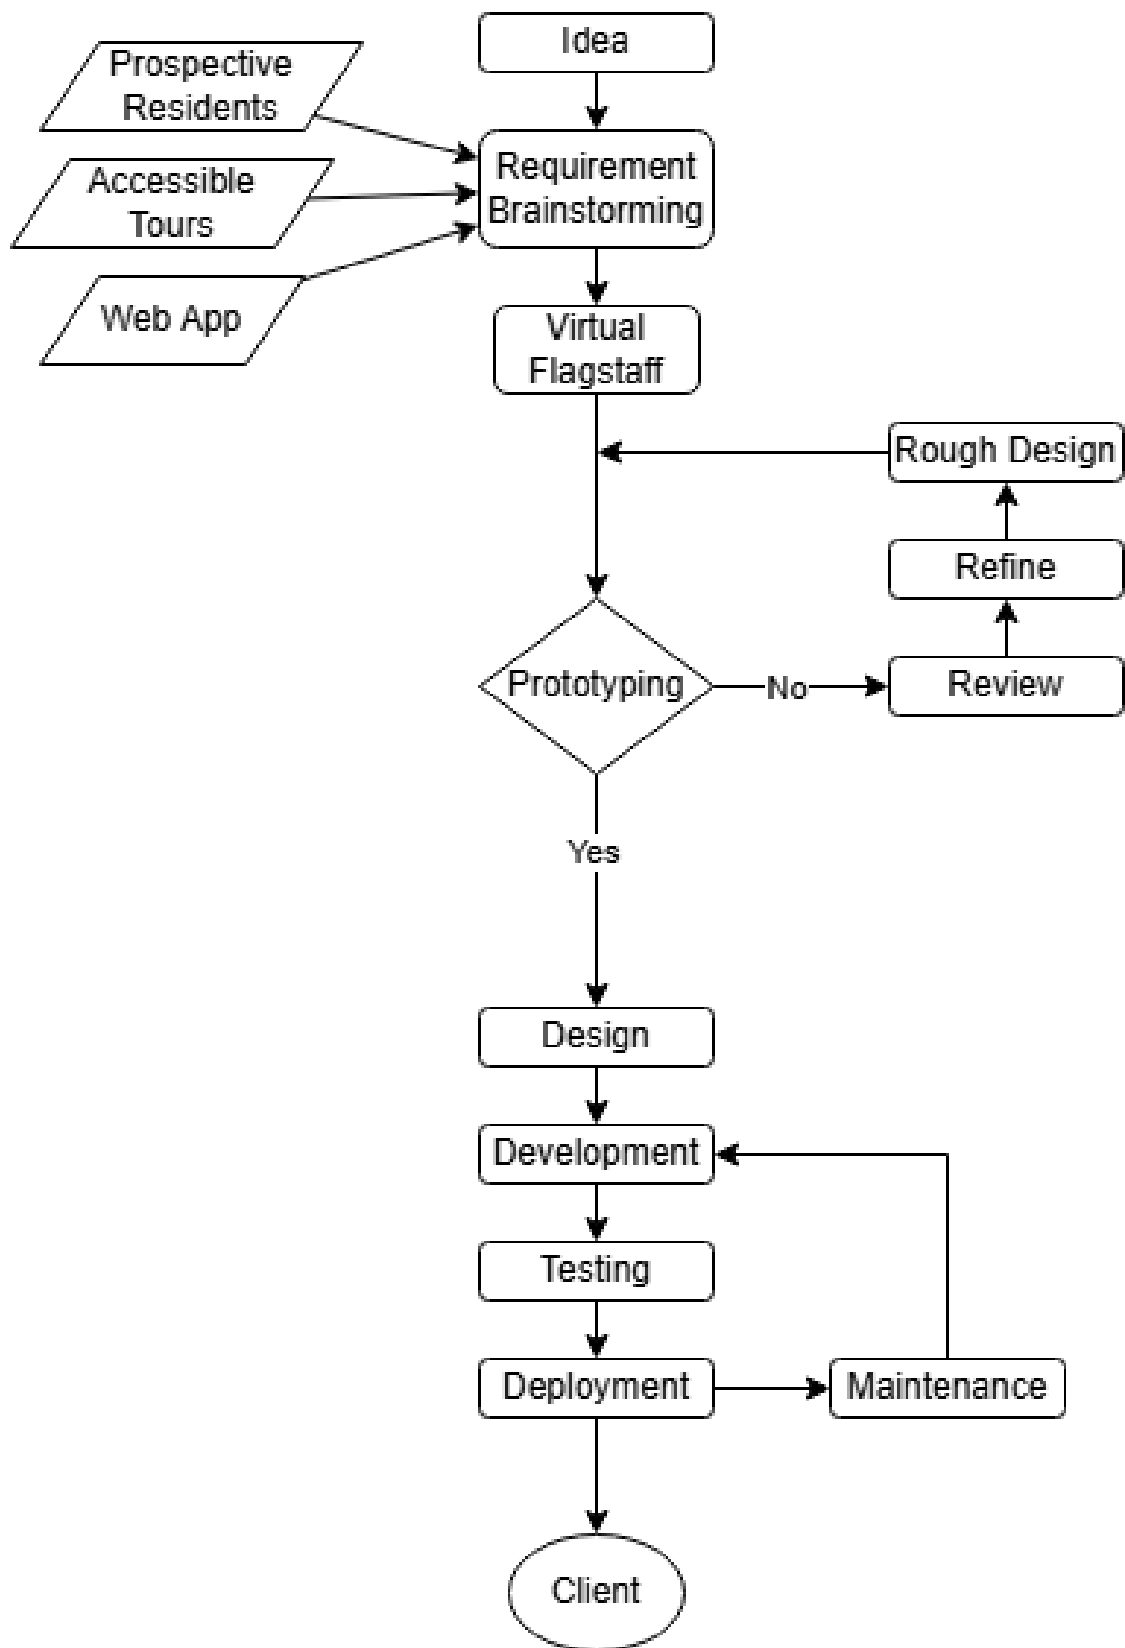 Idea
Prospective
Residents
Requirement
Brainstorming
Accessible
Tours
Web App
Virtual
Flagstaff
Rough Design
Refine
Prototyping
No
Review
Yes
Design
Development
Testing
Deployment
Maintenance
Client